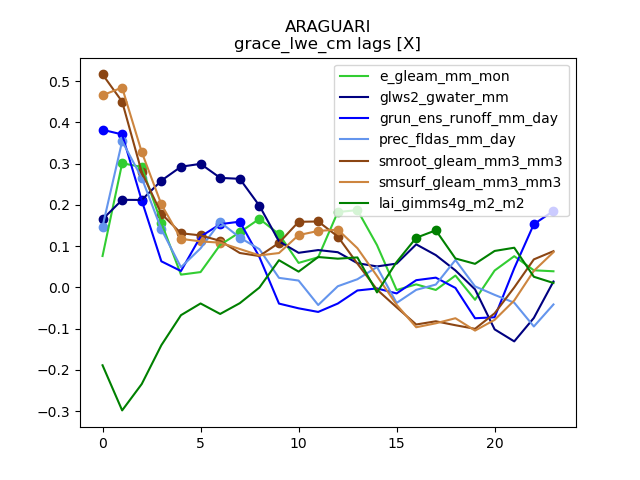 ARAGUARI
grace_lwe_cm lags [X]
e_gleam_mm_mon
glws2_gwater_mm
grun_ens_runoff_mm_day
prec_fldas_mm_day
smroot_gleam_mm3_mm3
smsurf_gleam_mm3_mm3
lai_gimms4g_m2_m2
0.5
0.4
0.3
0.2
0.1
0.0
−0.1
−0.2
−0.3
0 5 10 15 20